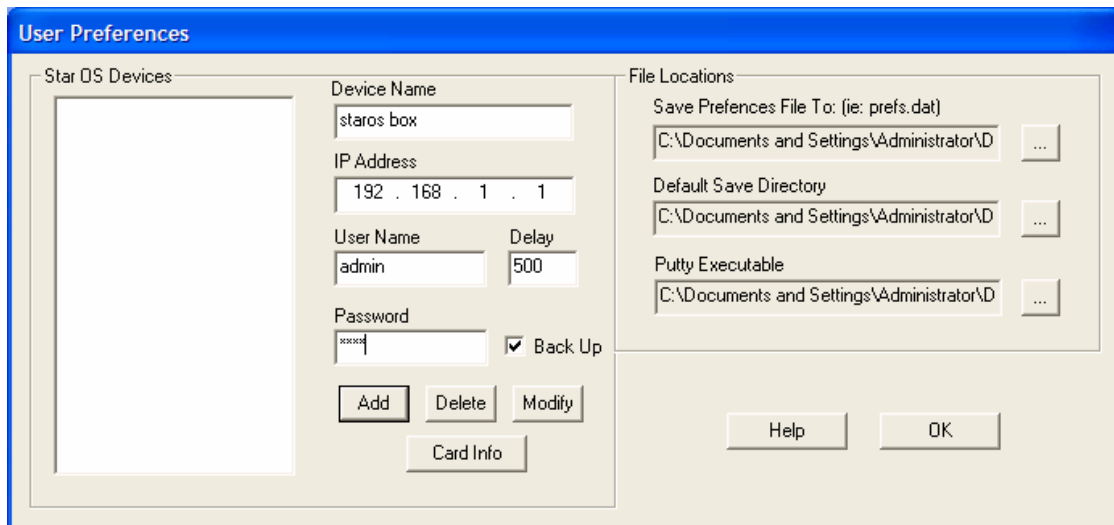 User Preferences
Star OS Devices
Device Name
staros box
IP Address
192 . 168 . 1 . 1
User Name
Delay
admin
500
Password
****
Back Up
Add
Delete
Modify
Card Info
File Locations
Save Prefences File To: (ie: prefs.dat)
C:\Documents and Settings\Administrator\D
...
Default Save Directory
C:\Documents and Settings\Administrator\D
...
Putty Executable
C:\Documents and Settings\Administrator\D
...
Help
OK